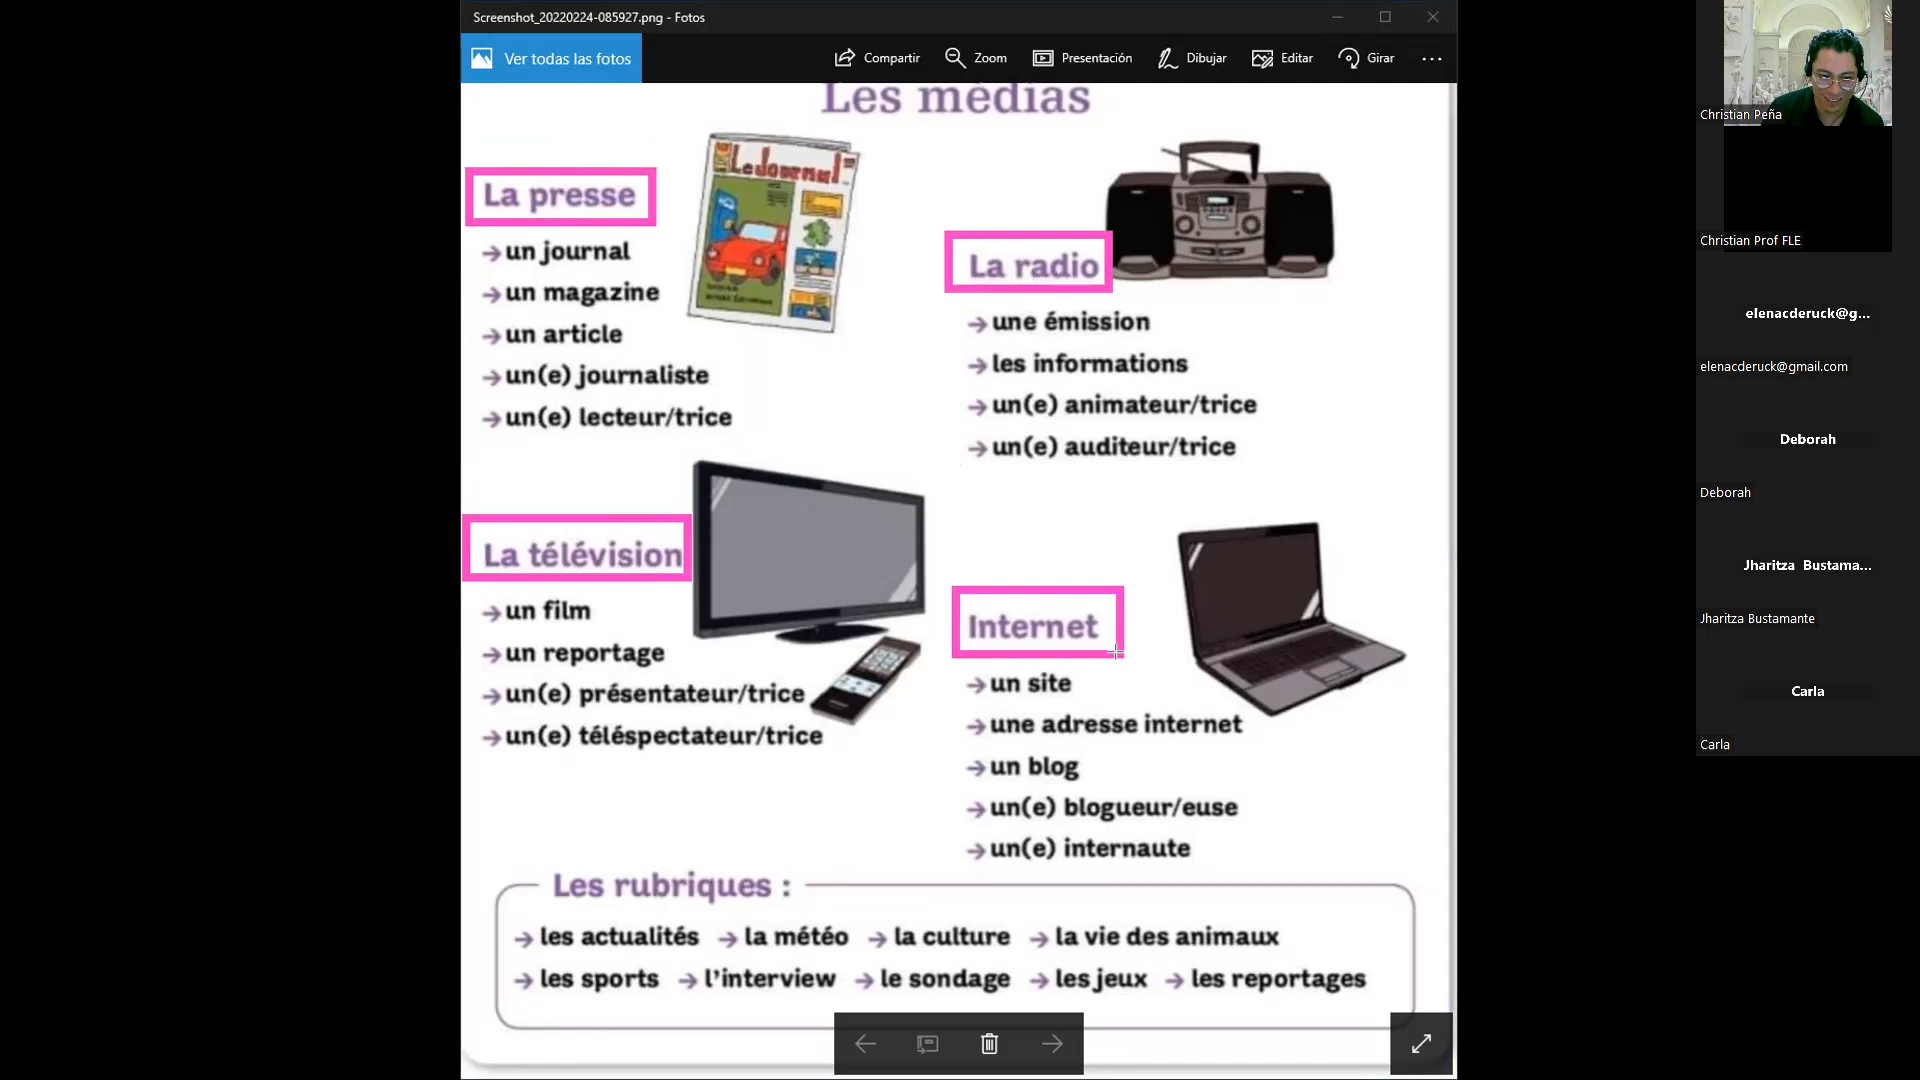 Screenshot_20220224-085927.png - Fotos
Ver todas las fotos
Compartir
Zoom
Presentación
Dibujar
Editar
Girar
Les médias
La presse
→ un journal
→ un magazine
→ un article
→ un(e) journaliste
→ un(e) lecteur/trice
Le Journal
La radio
→ une émission
→ les informations
→ un(e) animateur/trice
→ un(e) auditeur/trice
La télévision
→ un film
→ un reportage
→ un(e) présentateur/trice
→ un(e) téléspectateur/trice
Internet
→ un site
→ une adresse internet
→ un blog
→ un(e) blogueur/euse
→ un(e) internaute
Les rubriques :
→ les actualités → la météo → la culture → la vie des animaux
→ les sports → l'interview → le sondage → les jeux → les reportages
Christian Peña
Christian Prof FLE
elenacderuck@g...
elenacderuck@gmail.com
Deborah
Deborah
Jharitza Bustama...
Jharitza Bustamante
Carla
Carla